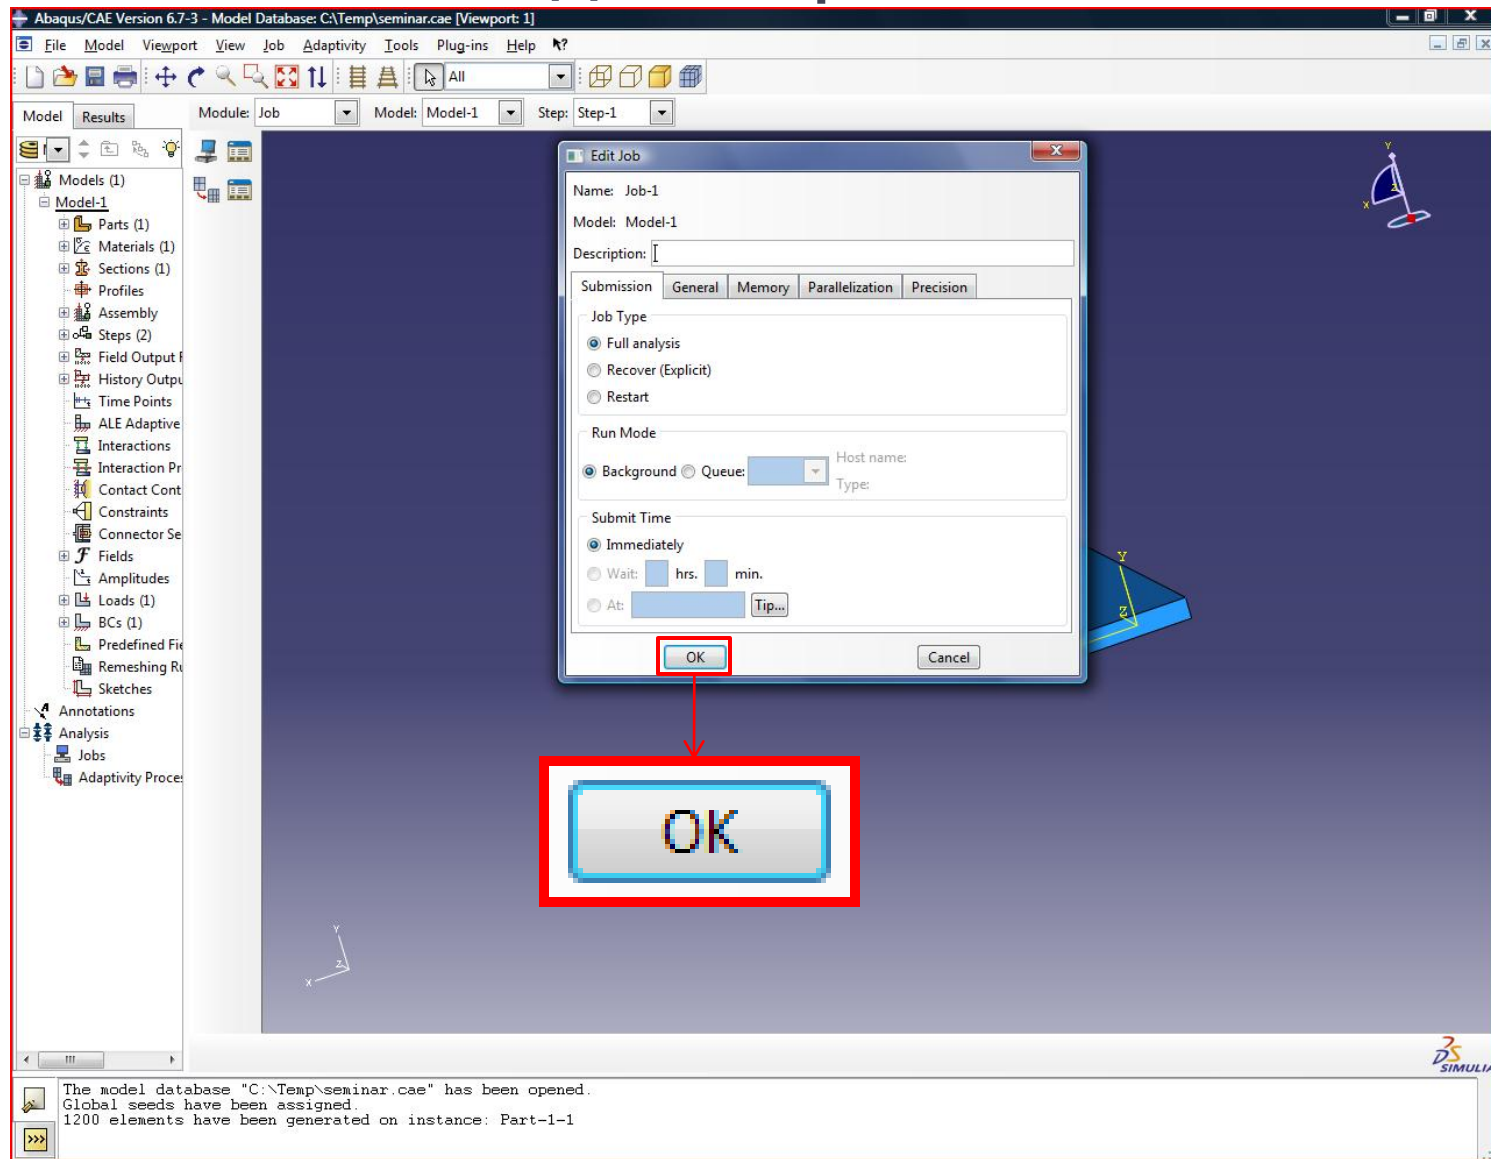 Abaqus/CAE Version 6.7-3 - Model Database: C:\Temp\seminar.cae [Viewport: 1]
File Model Viewport View Job Adaptivity Tools Plug-ins Help
All
Model Results Module: Job Model: Model-1 Step: Step-1
Models (1)
Model-1
Parts (1)
Materials (1)
Sections (1)
Profiles
Assembly
Steps (2)
Field Output
History Outpu
Time Points
ALE Adaptive
Interactions
Interaction Pr
Contact Cont
Constraints
Connector Se
Fields
Amplitudes
Loads (1)
BCs (1)
Predefined Fie
Remeshing Ru
Sketches
Annotations
Analysis
Jobs
Adaptivity Proces
Edit Job
Name: Job-1
Model: Model-1
Description:
Submission General Memory Parallelization Precision
Job Type
Full analysis
Recover (Explicit)
Restart
Run Mode
Background Queue: Host name:
Type:
Submit Time
Immediately
Wait: hrs. min.
At: Tip...
OK Cancel
OK
Y
Z
X
Y
Z
Y
Z
X
SIMULIA
The model database "C:\Temp\seminar.cae" has been opened.
Global seeds have been assigned.
1200 elements have been generated on instance: Part-1-1